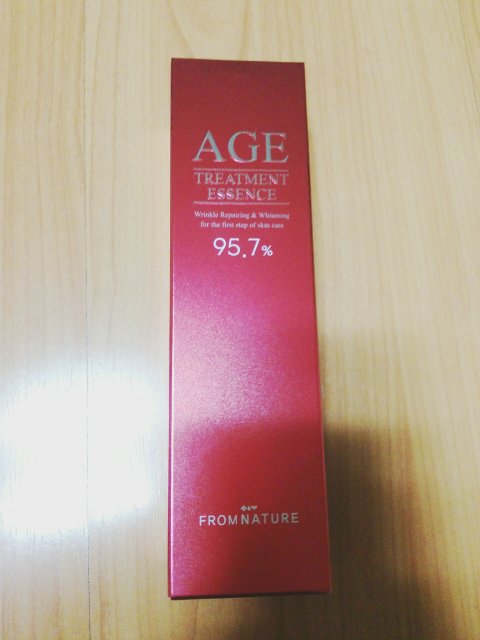 AGE
TREATMENT
ESSENCE
Wrinkle Repairing & Whitening
for the first step of skin care
95.7%
FROMNATURE